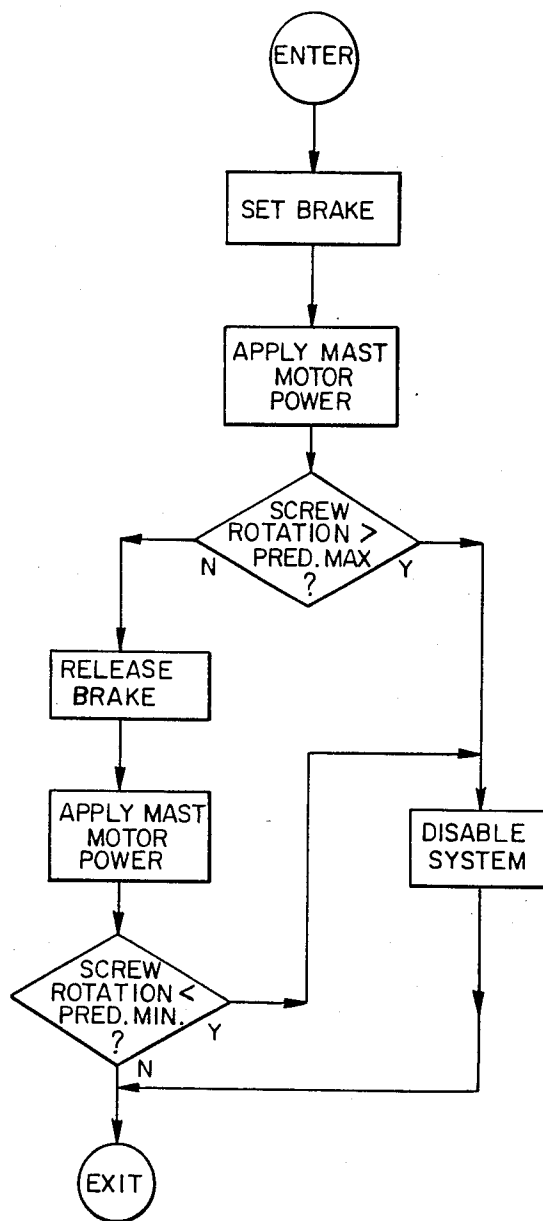 ENTER
SET BRAKE
APPLY MAST
MOTOR
POWER
SCREW
ROTATION >
PRED. MAX
?
N
Y
RELEASE
BRAKE
APPLY MAST
MOTOR
POWER
DISABLE
SYSTEM
SCREW
ROTATION <
PRED. MIN.
?
Y
N
EXIT